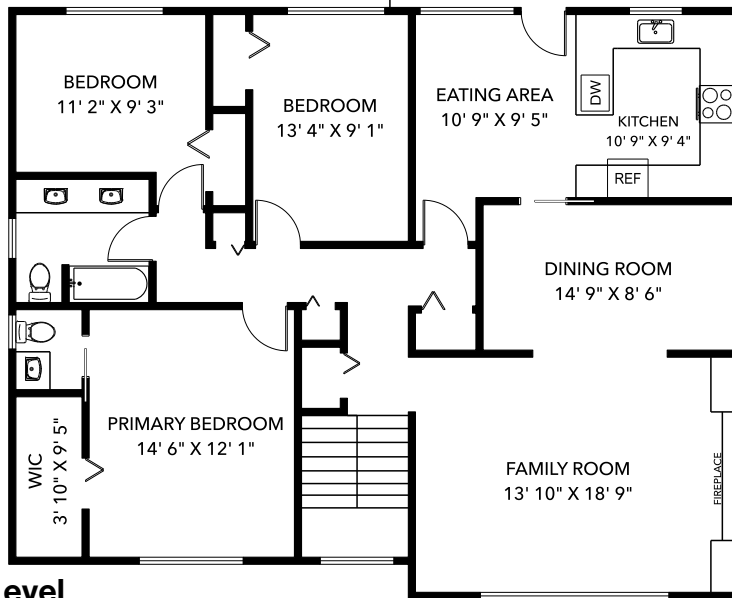 BEDROOM
11' 2" X 9' 3"
BEDROOM
13' 4" X 9' 1"
EATING AREA
10' 9" X 9' 5"
DW
KITCHEN
10' 9" X 9' 4"
REF
DINING ROOM
14' 9" X 8' 6"
PRIMARY BEDROOM
14' 6" X 12' 1"
WIC
3' 10" X 9' 5"
FAMILY ROOM
13' 10" X 18' 9"
FIREPLACE
evel